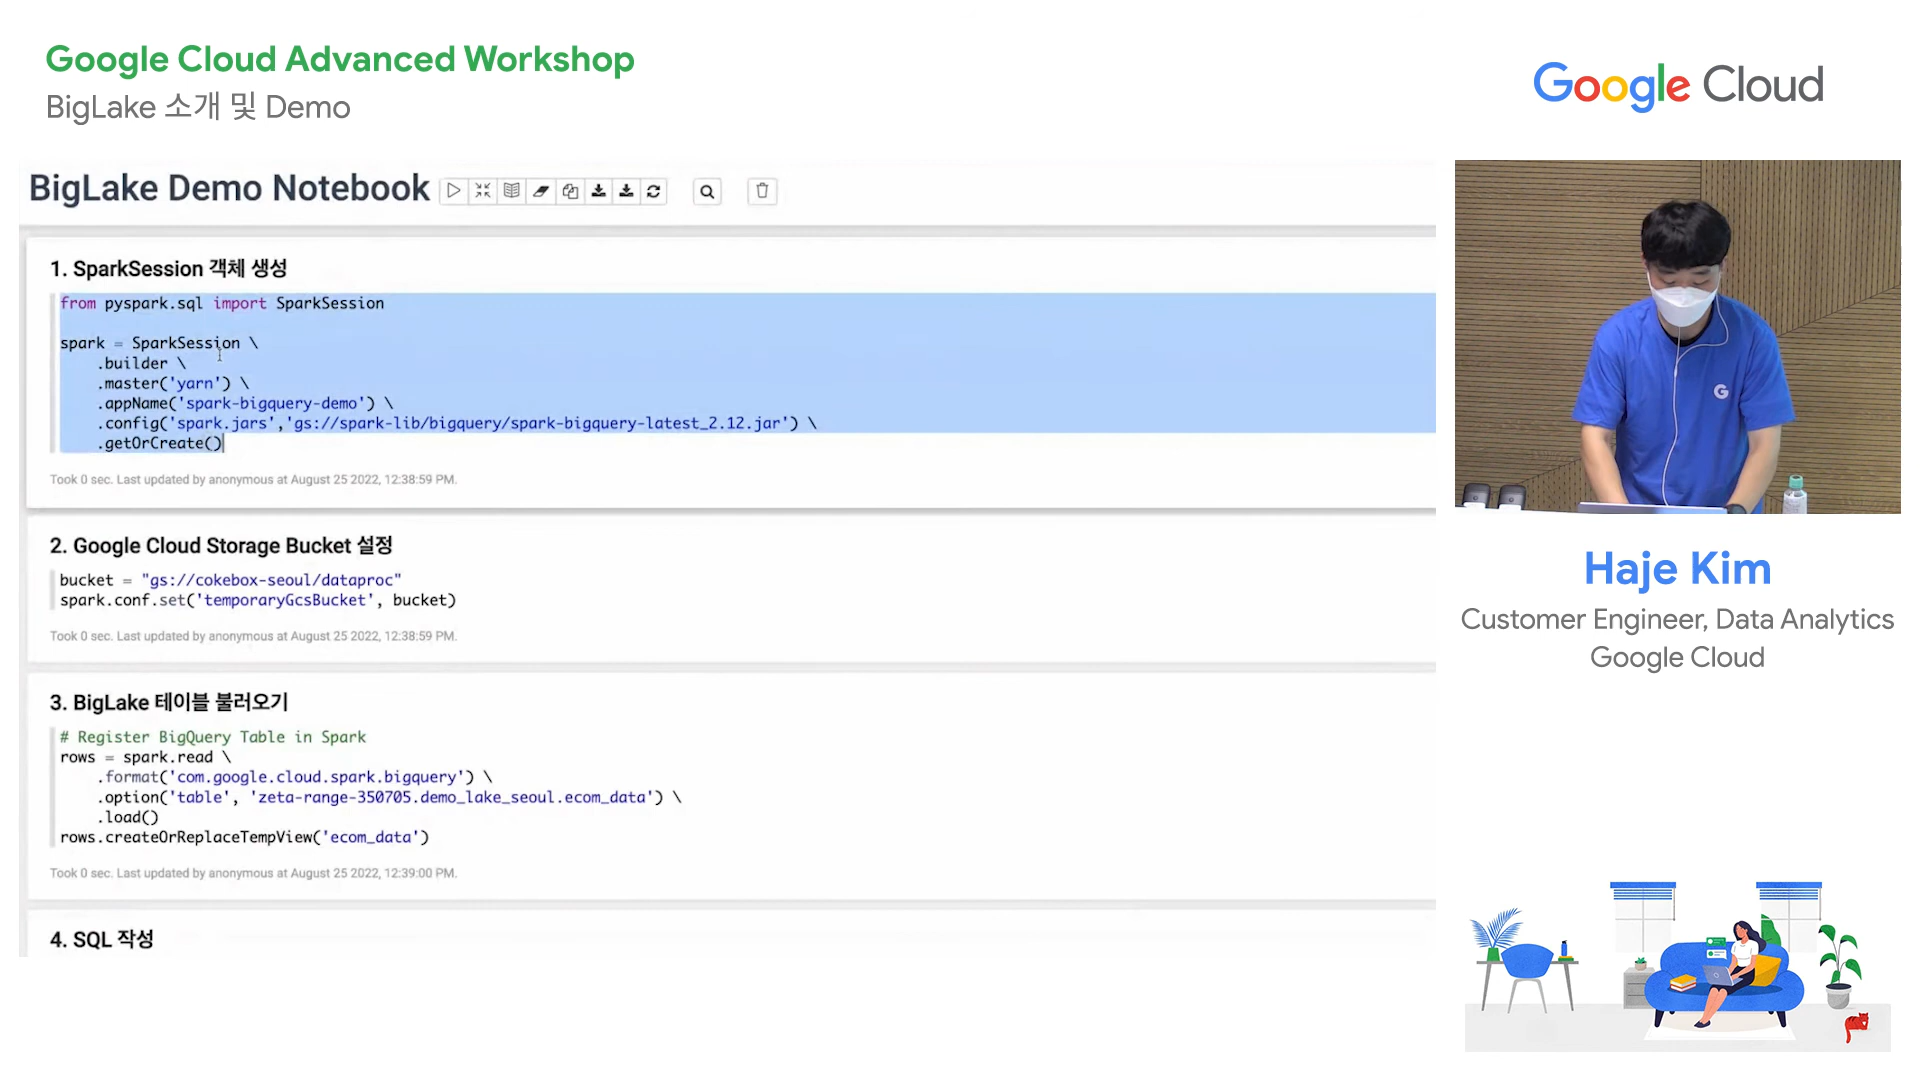 Google Cloud Advanced Workshop
BigLake 소개 및 Demo
Google Cloud
BigLake Demo Notebook
1. SparkSession 객체 생성
from pyspark.sql import SparkSession
spark = SparkSession \
.builder \
.master('yarn') \
.appName('spark-bigquery-demo') \
.config('spark.jars','gs://spark-lib/bigquery/spark-bigquery-latest_2.12.jar') \
.getOrCreate()
Took 0 sec. Last updated by anonymous at August 25 2022, 12:38:59 PM.
2. Google Cloud Storage Bucket 설정
bucket = "gs://cokebox-seoul/dataproc"
spark.conf.set('temporaryGcsBucket', bucket)
Took 0 sec. Last updated by anonymous at August 25 2022, 12:38:59 PM.
3. BigLake 테이블 불러오기
# Register BigQuery Table in Spark
rows = spark.read \
.format('com.google.cloud.spark.bigquery') \
.option('table', 'zeta-range-350705.demo_lake_seoul.ecom_data') \
.load()
rows.createOrReplaceTempView('ecom_data')
Took 0 sec. Last updated by anonymous at August 25 2022, 12:39:00 PM.
4. SQL 작성
G
Haje Kim
Customer Engineer, Data Analytics
Google Cloud